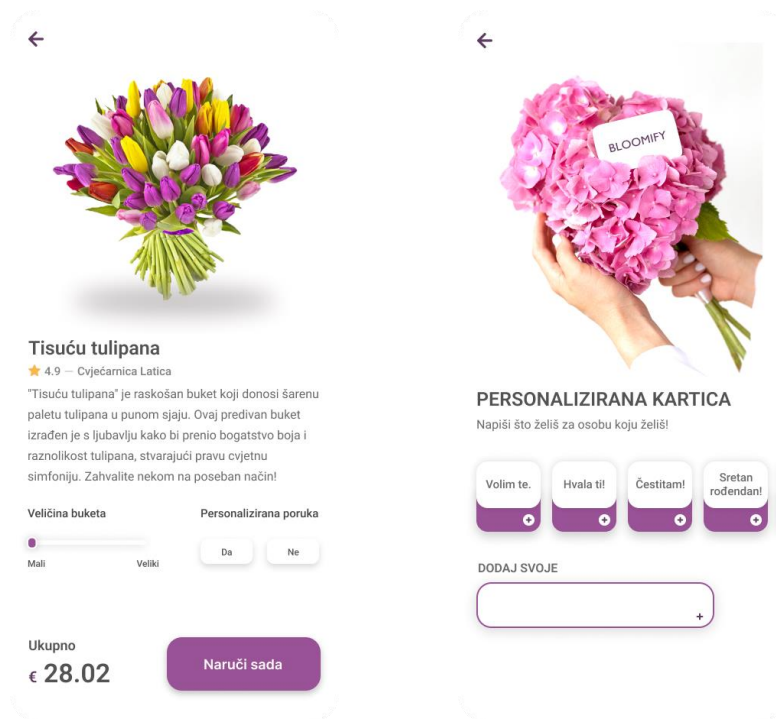 Tisuću tulipana
4.9 — Cvjećarnica Latica
"Tisuću tulipana" je raskošan buket koji donosi šarenu
paletu tulipana u punom sjaju. Ovaj predivan buket
izrađen je s ljubavlju kako bi prenio bogatstvo boja i
raznolikost tulipana, stvarajući pravu cvjetnu
simfoniju. Zahvalite nekom na poseban način!
Veličina buketa
Personalizirana poruka
Mali
Veliki
Da
Ne
Ukupno
€ 28.02
Naruči sada
BLOOMIFY
PERSONALIZIRANA KARTICA
Napiši što želiš za osobu koju želiš!
Volim te.
Hvala ti!
Čestitam!
Sretan
rođendan!
DODAJ SVOJE